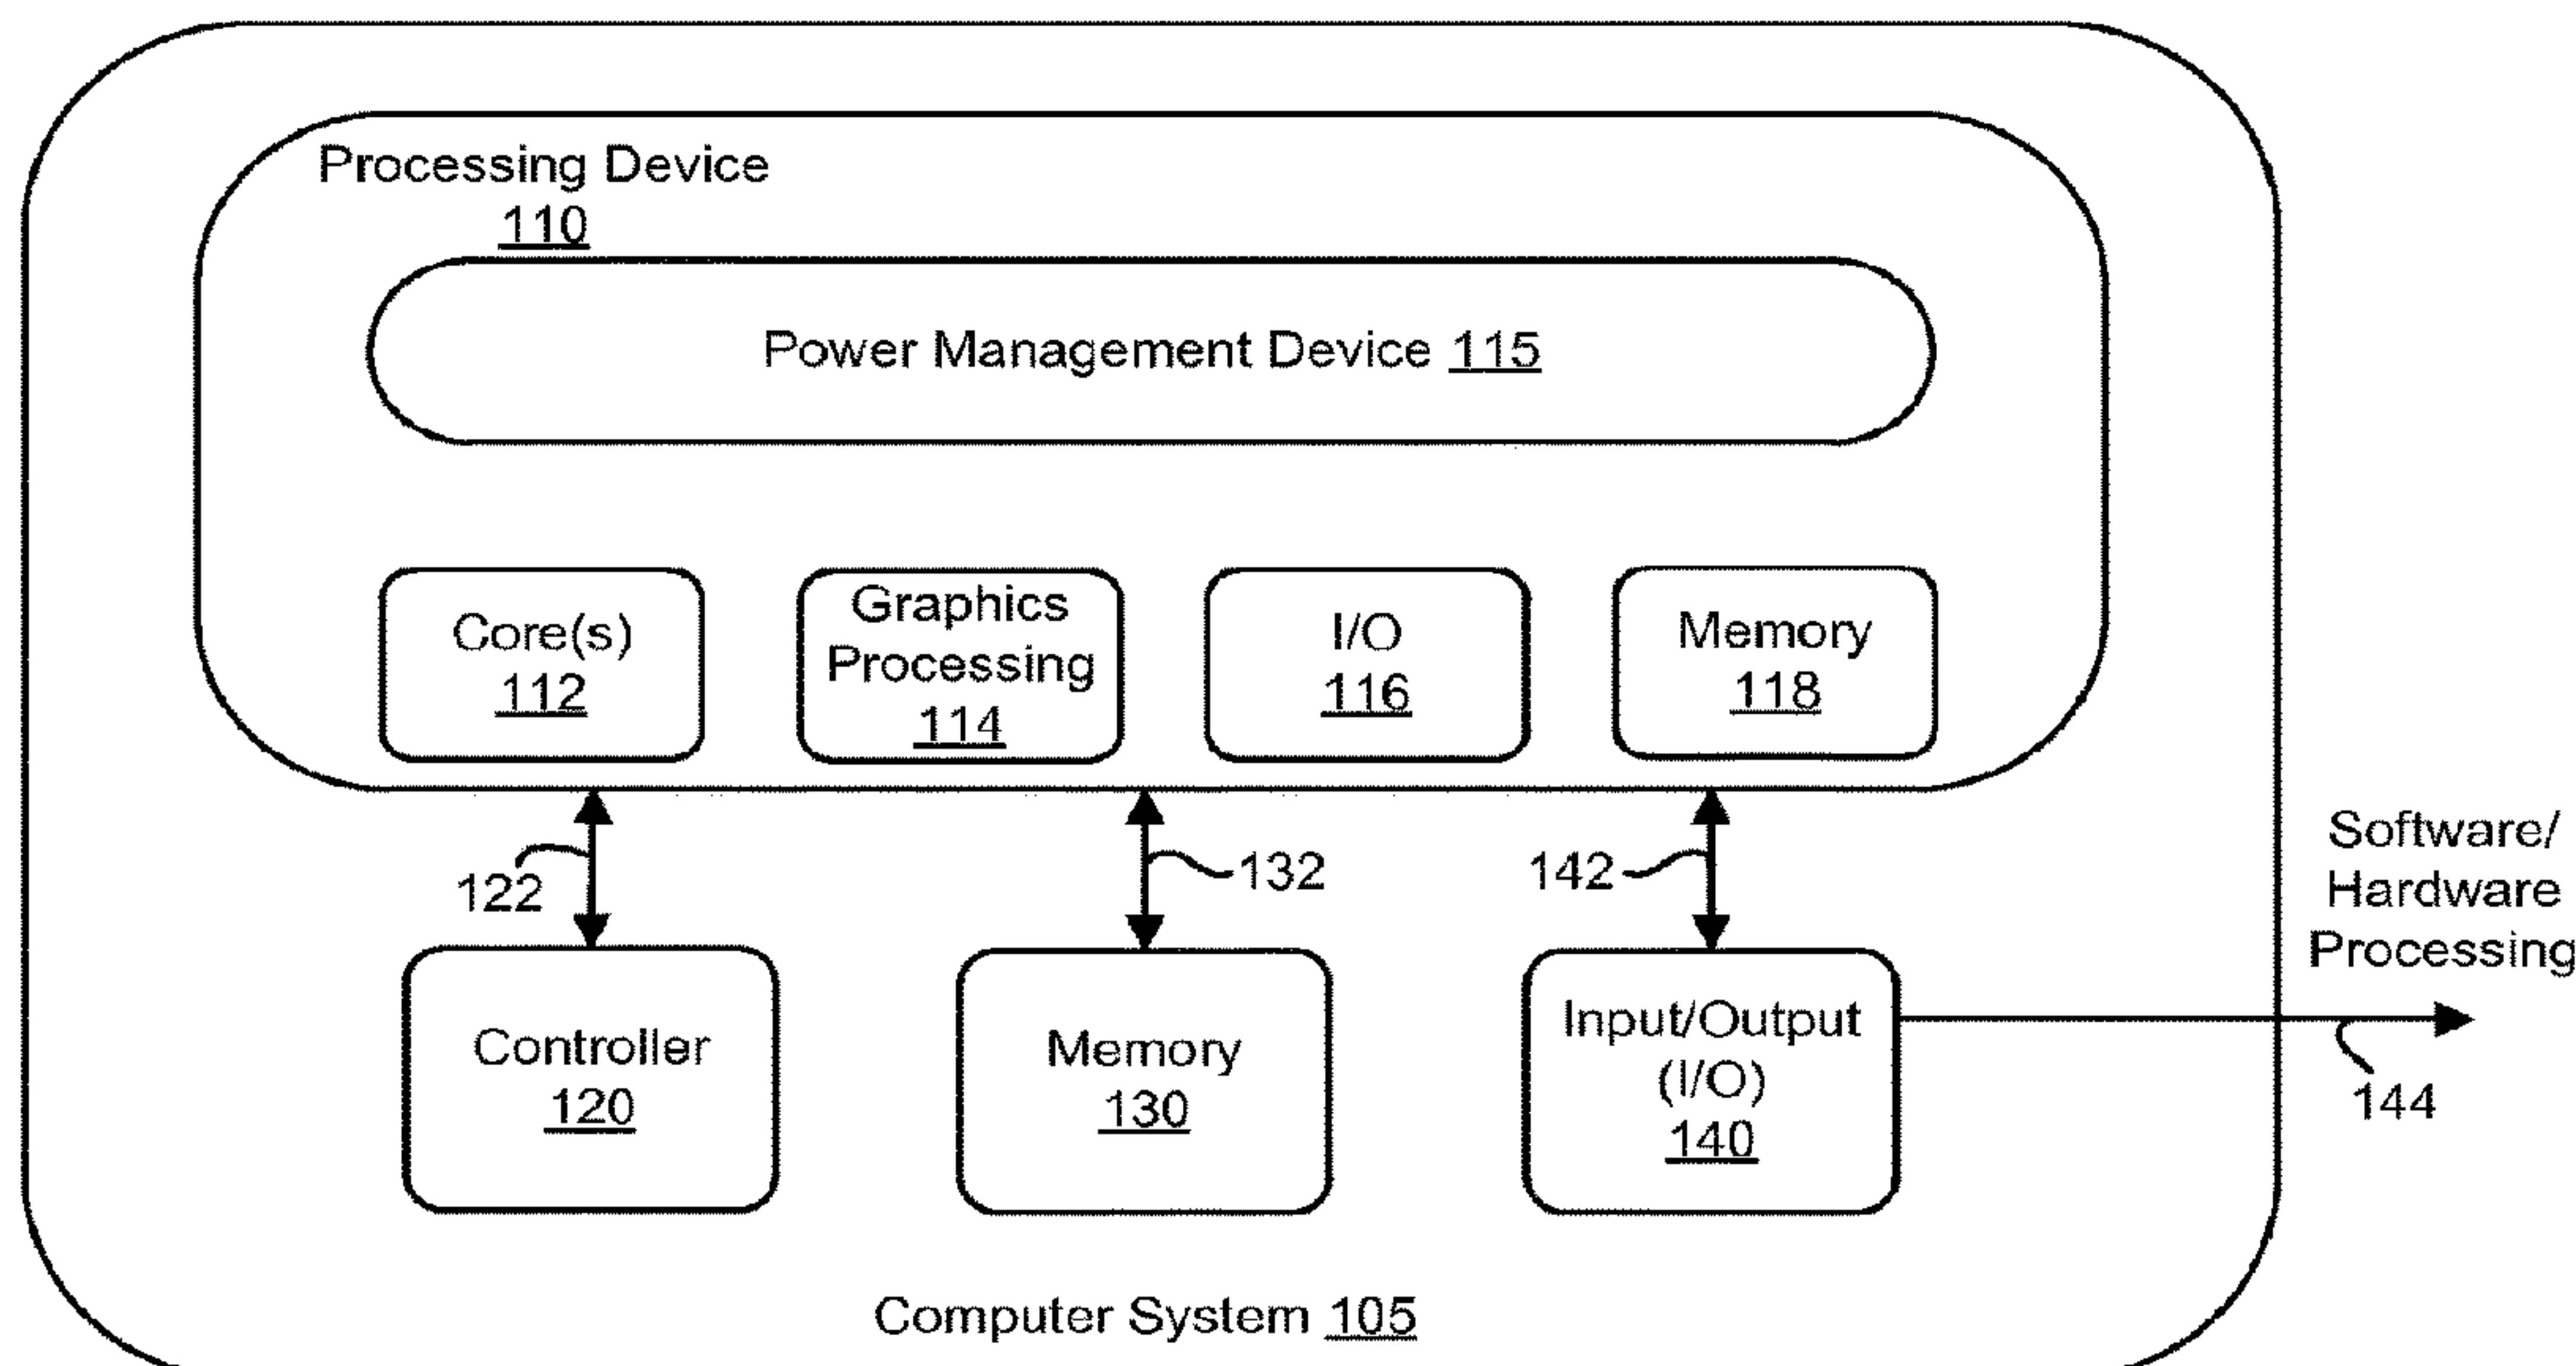 Processing Device
110
Power Management Device 115
Core(s)
112
Graphics
Processing
114
I/O
116
Memory
118
122
132
142
Software/
Hardware
Processing
144
Controller
120
Memory
130
Input/Output
(I/O)
140
Computer System 105